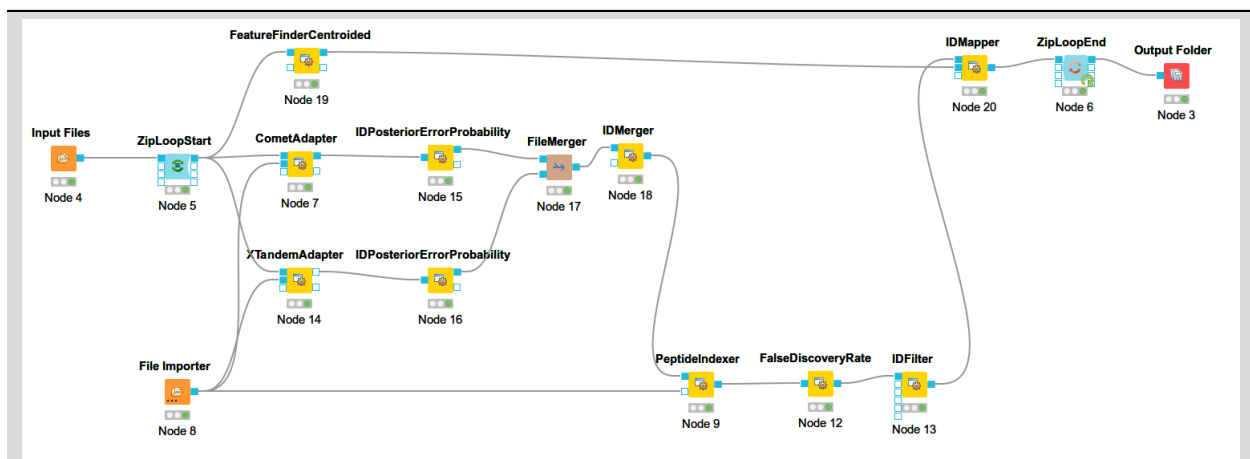 FeatureFinderCentroided
Node 19
IDMapper
Node 20
ZipLoopEnd
Node 6
Output Folder
Node 3
Input Files
Node 4
ZipLoopStart
Node 5
CometAdapter
Node 7
IDPosteriorErrorProbability
Node 15
FileMerger
Node 17
IDMerger
Node 18
XTandemAdapter
Node 14
IDPosteriorErrorProbability
Node 16
File Importer
Node 8
PeptideIndexer
Node 9
FalseDiscoveryRate
Node 12
IDFilter
Node 13